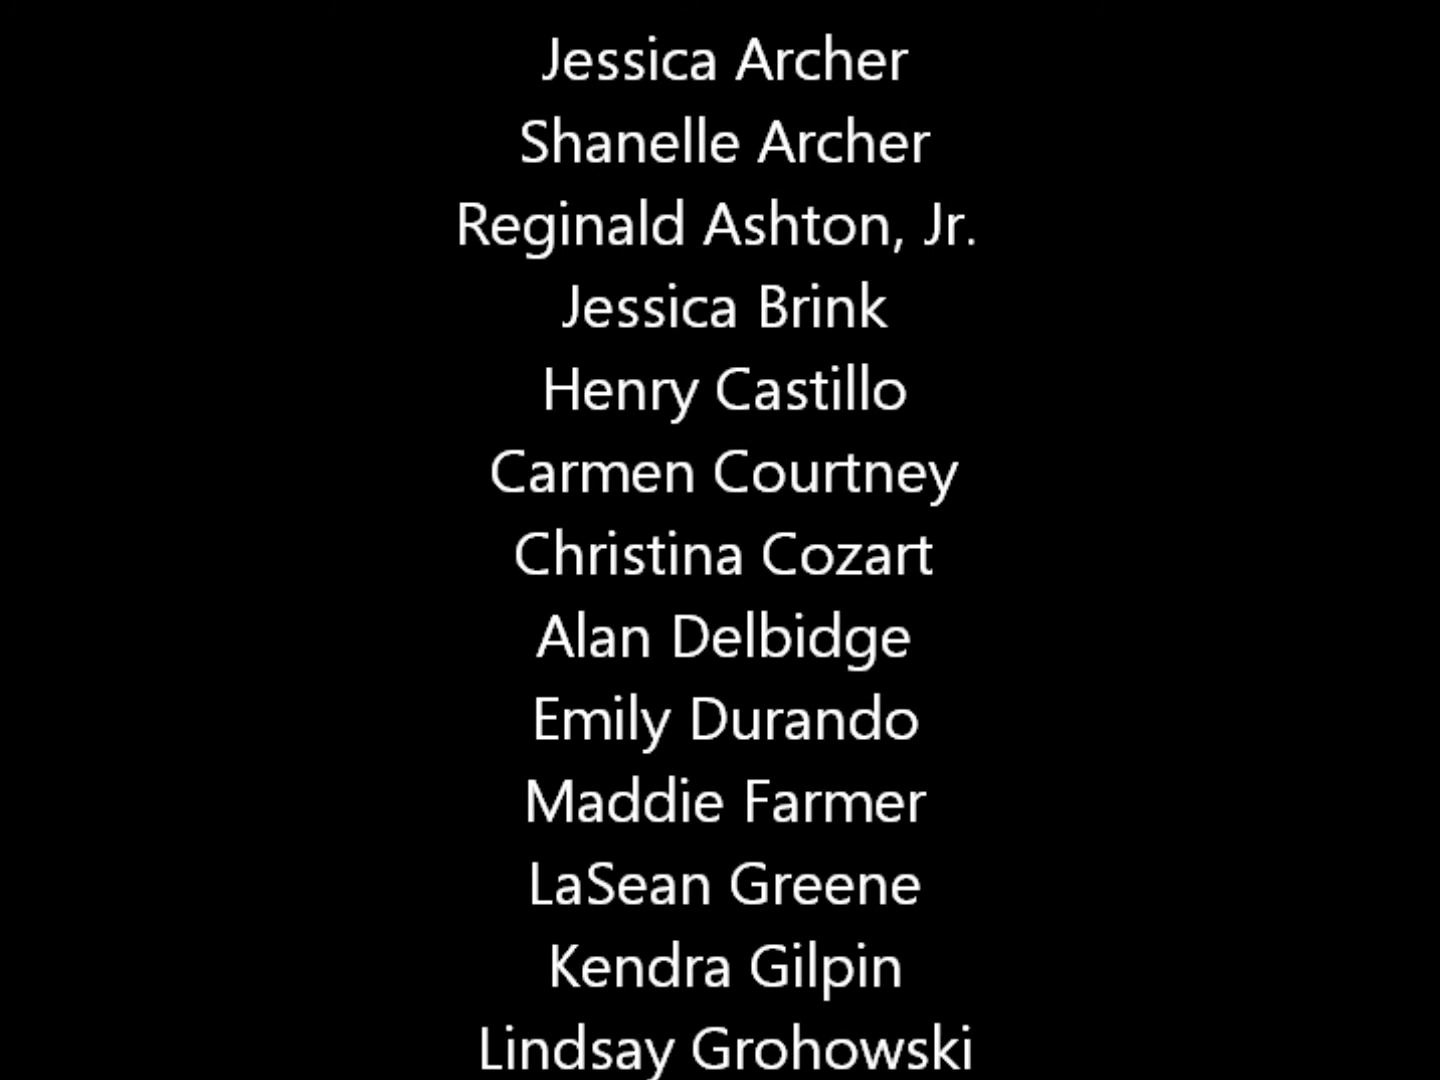 Jessica Archer
Shanelle Archer
Reginald Ashton, Jr.
Jessica Brink
Henry Castillo
Carmen Courtney
Christina Cozart
Alan Delbidge
Emily Durando
Maddie Farmer
LaSean Greene
Kendra Gilpin
Lindsay Grohowski